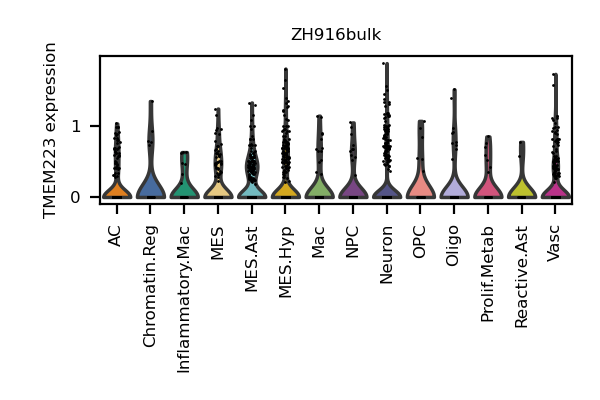 ZH916bulk
TMEM223 expression
1
0
AC
Chromatin.Reg
Inflammatory.Mac
MES
MES.Ast
MES.Hyp
Mac
NPC
Neuron
OPC
Oligo
Prolif.Metab
Reactive.Ast
Vasc